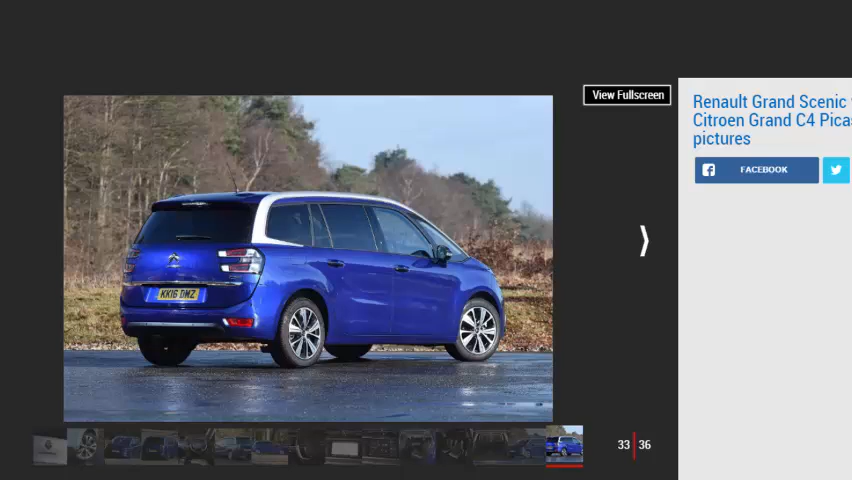 View Fullscreen
Renault Grand Scenic
Citroen Grand C4 Picas
pictures
FACEBOOK
KK16 DMZ
33 36